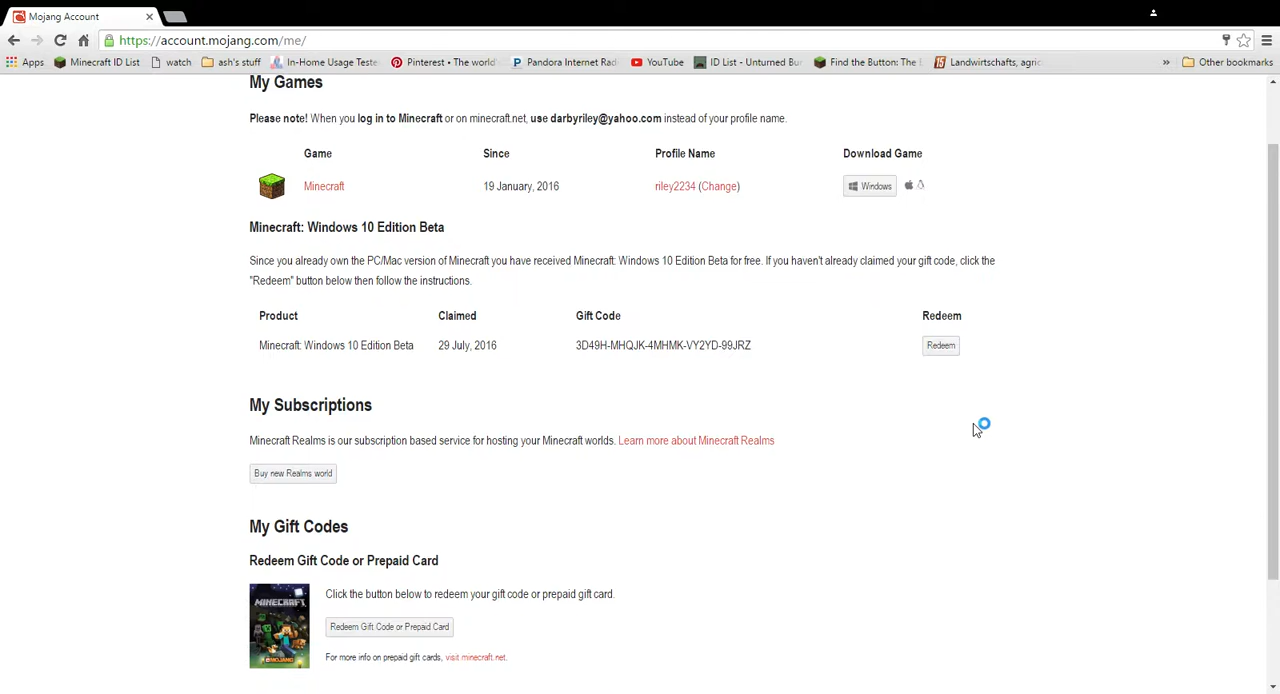 Mojang Account
https://account.mojang.com/me/
Apps Minecraft ID List watch ash's stuff In-Home Usage Teste Pinterest • The world' Pandora Internet Radi YouTube ID List - Unturned Bun Find the Button: The E Landwirtschafts, agric » Other bookmarks
My Games
Please note! When you log in to Minecraft or on minecraft.net, use darbyriley@yahoo.com instead of your profile name.
Game Since Profile Name Download Game
Minecraft 19 January, 2016 riley2234 (Change) Windows
Minecraft: Windows 10 Edition Beta
Since you already own the PC/Mac version of Minecraft you have received Minecraft: Windows 10 Edition Beta for free. If you haven't already claimed your gift code, click the
"Redeem" button below then follow the instructions.
Product Claimed Gift Code Redeem
Minecraft: Windows 10 Edition Beta 29 July, 2016 3D49H-MHQJK-4MHMK-VY2YD-99JRZ Redeem
My Subscriptions
Minecraft Realms is our subscription based service for hosting your Minecraft worlds. Learn more about Minecraft Realms
Buy new Realms world
My Gift Codes
Redeem Gift Code or Prepaid Card
MINECRAFT
Click the button below to redeem your gift code or prepaid gift card.
Redeem Gift Code or Prepaid Card
MOJANG
For more info on prepaid gift cards, visit minecraft.net.